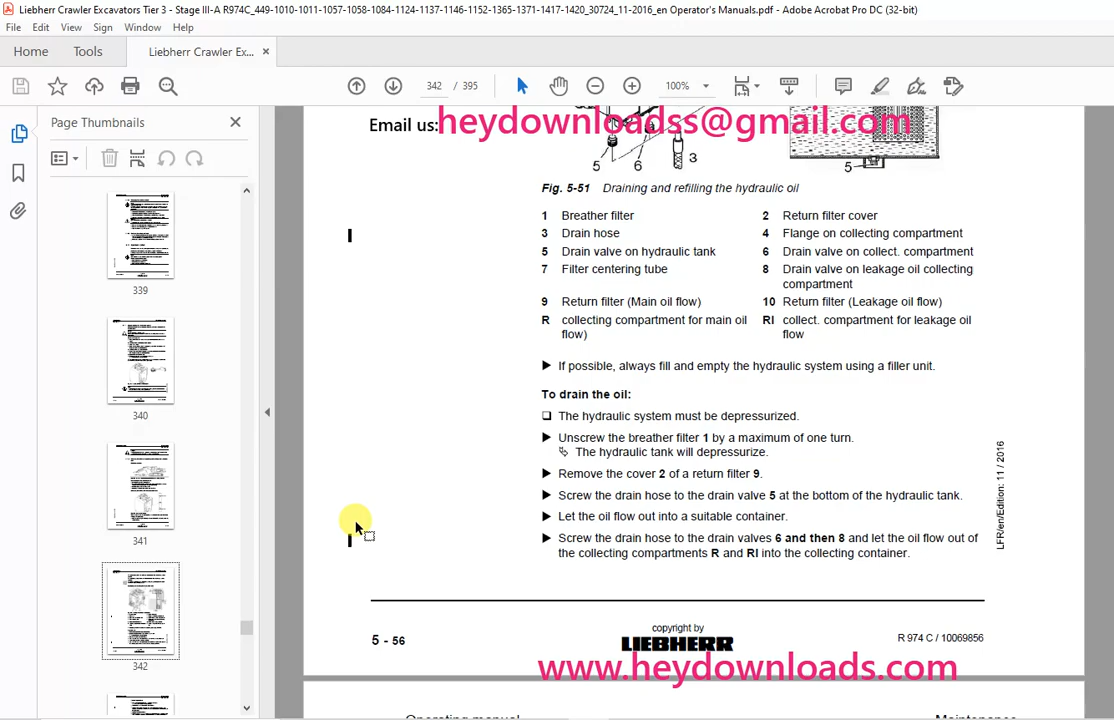 Liebherr Crawler Excavators Tier 3 - Stage III-A R974C_449-1010-1011-1057-1058-1084-1124-1137-1146-1152-1365-1371-1417-1420_30724_11-2016_en Operator's Manuals.pdf - Adobe Acrobat Pro DC (32-bit)
File Edit View Sign Window Help
Home Tools Liebherr Crawler Ex... ×
342 / 395 100%
Page Thumbnails
339
340
341
342
Email us: heydownloadss@gmail.com
5 6 3 5
Fig. 5-51 Draining and refilling the hydraulic oil
1 Breather filter 2 Return filter cover
3 Drain hose 4 Flange on collecting compartment
5 Drain valve on hydraulic tank 6 Drain valve on collect. compartment
7 Filter centering tube 8 Drain valve on leakage oil collecting
compartment
9 Return filter (Main oil flow) 10 Return filter (Leakage oil flow)
R collecting compartment for main oil RI collect. compartment for leakage oil
flow) flow
▶ If possible, always fill and empty the hydraulic system using a filler unit.
To drain the oil:
❑ The hydraulic system must be depressurized.
▶ Unscrew the breather filter 1 by a maximum of one turn.
The hydraulic tank will depressurize.
▶ Remove the cover 2 of a return filter 9.
▶ Screw the drain hose to the drain valve 5 at the bottom of the hydraulic tank.
▶ Let the oil flow out into a suitable container.
▶ Screw the drain hose to the drain valves 6 and then 8 and let the oil flow out of
the collecting compartments R and RI into the collecting container.
LFR/en/Edition: 11 / 2016
5 - 56
copyright by
LIEBHERR
R 974 C / 10069856
www.heydownloads.com
Operating manual Maintenance